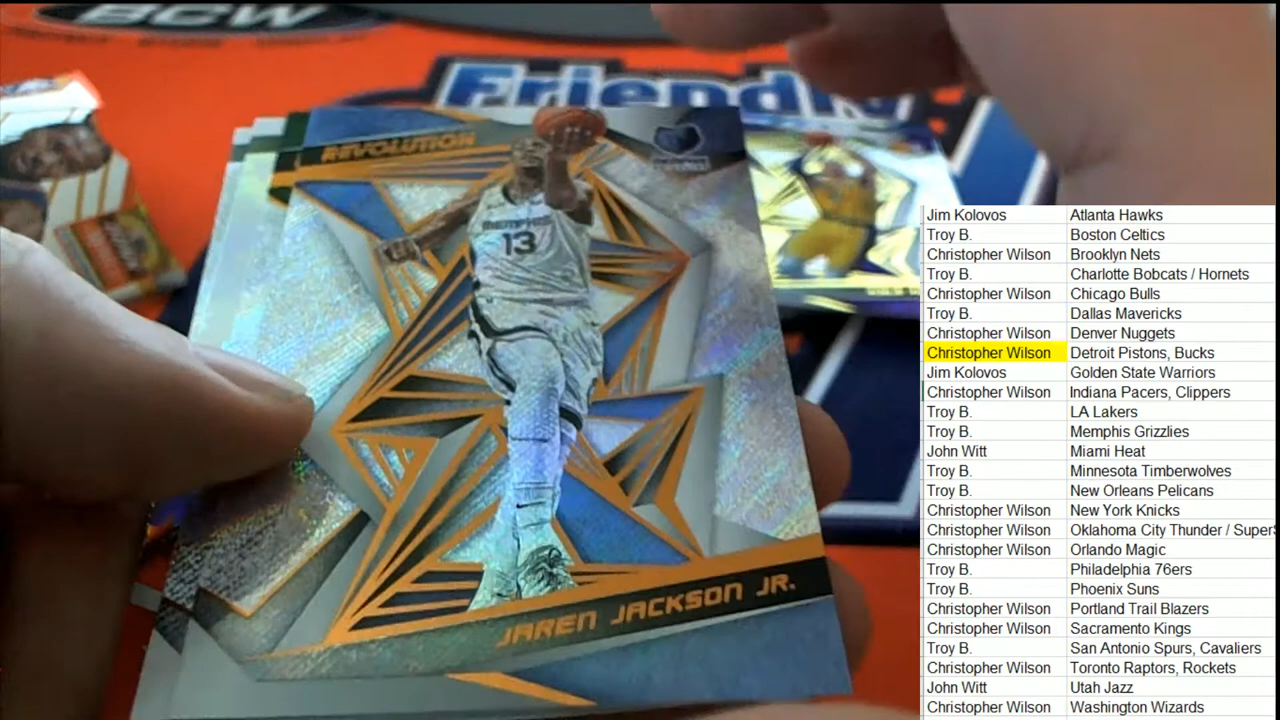 BCW
Friendly
REVOLUTION
MEMPHIS
13
JAREN JACKSON JR.
Jim Kolovos Atlanta Hawks
Troy B. Boston Celtics
Christopher Wilson Brooklyn Nets
Troy B. Charlotte Bobcats / Hornets
Christopher Wilson Chicago Bulls
Troy B. Dallas Mavericks
Christopher Wilson Denver Nuggets
Christopher Wilson Detroit Pistons, Bucks
Jim Kolovos Golden State Warriors
Christopher Wilson Indiana Pacers, Clippers
Troy B. LA Lakers
Troy B. Memphis Grizzlies
John Witt Miami Heat
Troy B. Minnesota Timberwolves
Troy B. New Orleans Pelicans
Christopher Wilson New York Knicks
Christopher Wilson Oklahoma City Thunder / Super
Christopher Wilson Orlando Magic
Troy B. Philadelphia 76ers
Troy B. Phoenix Suns
Christopher Wilson Portland Trail Blazers
Christopher Wilson Sacramento Kings
Troy B. San Antonio Spurs, Cavaliers
Christopher Wilson Toronto Raptors, Rockets
John Witt Utah Jazz
Christopher Wilson Washington Wizards